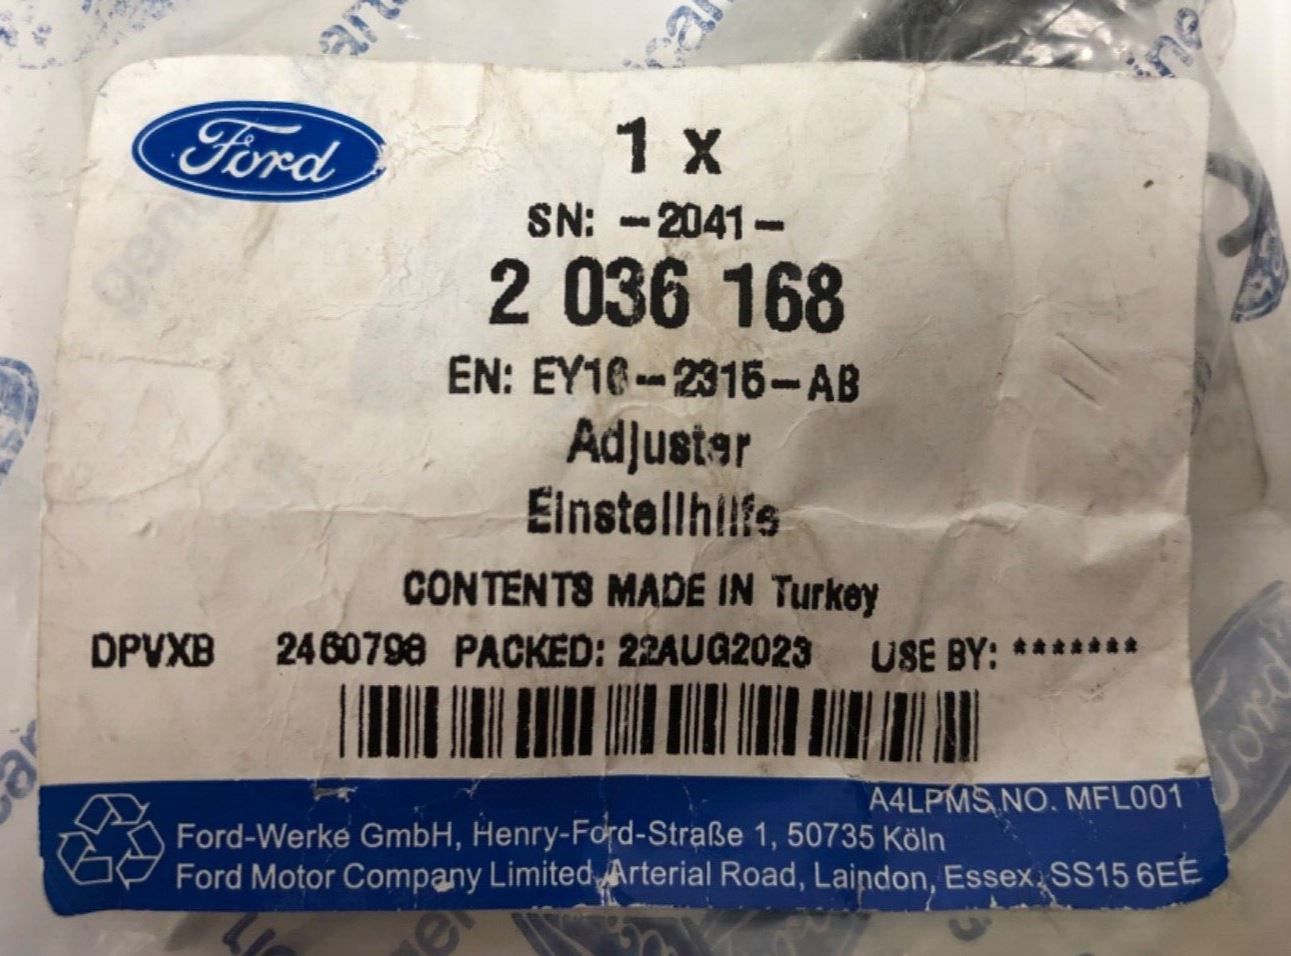 Ford
1 x
SN: -2041-
2 036 168
EN: EY16-2315-AB
Adjuster
Einstellhilfe
CONTENTS MADE IN Turkey
DPVXB 2460798 PACKED: 22AUG2023 USE BY: *******
A4LPMS NO. MFL001
Ford-Werke GmbH, Henry-Ford-Straße 1, 50735 Köln
Ford Motor Company Limited, Arterial Road, Laindon, Essex, SS15 6EE
Ford